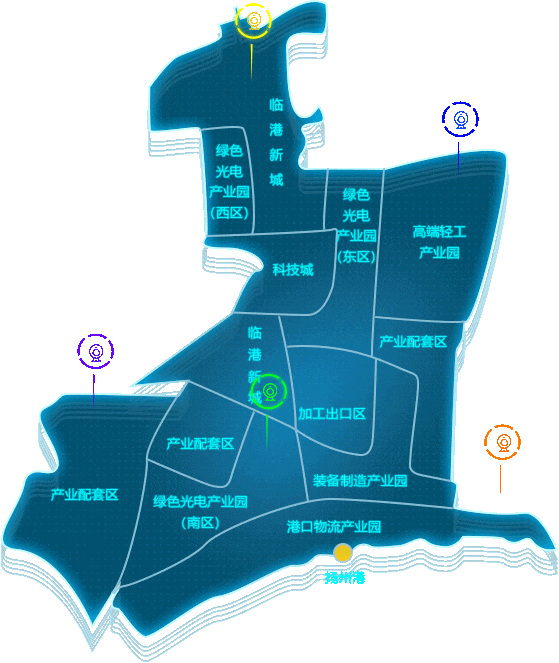 临
港
新
城
绿色
光电
产业园
(西区)
绿色
光电
产业园
(东区)
高端轻工
产业园
科技城
临
港
新
城
产业配套区
加工出口区
产业配套区
装备制造产业园
产业配套区
绿色光电产业园
(南区)
港口物流产业园
扬州港